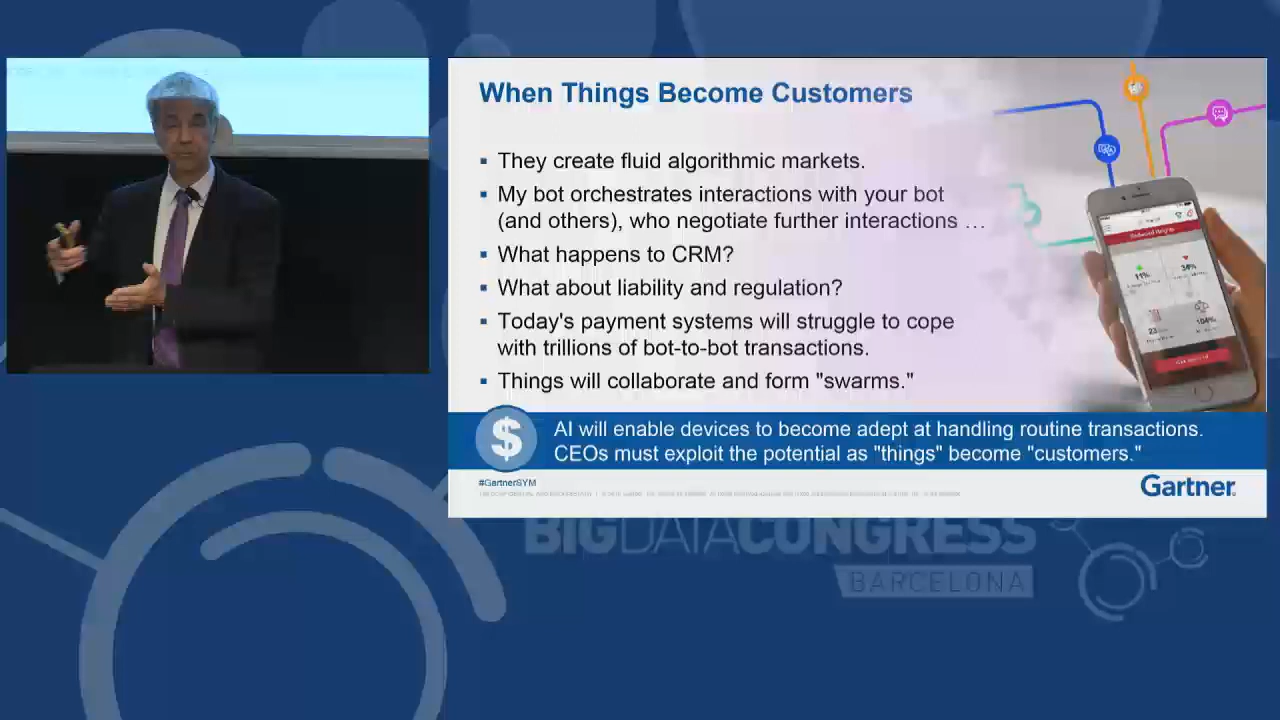 When Things Become Customers
▪ They create fluid algorithmic markets.
▪ My bot orchestrates interactions with your bot
(and others), who negotiate further interactions …
▪ What happens to CRM?
▪ What about liability and regulation?
▪ Today's payment systems will struggle to cope
with trillions of bot-to-bot transactions.
▪ Things will collaborate and form "swarms."
$
AI will enable devices to become adept at handling routine transactions.
CEOs must exploit the potential as "things" become "customers."
#GartnerSYM
Gartner
BIGDATACONGRESS
BARCELONA